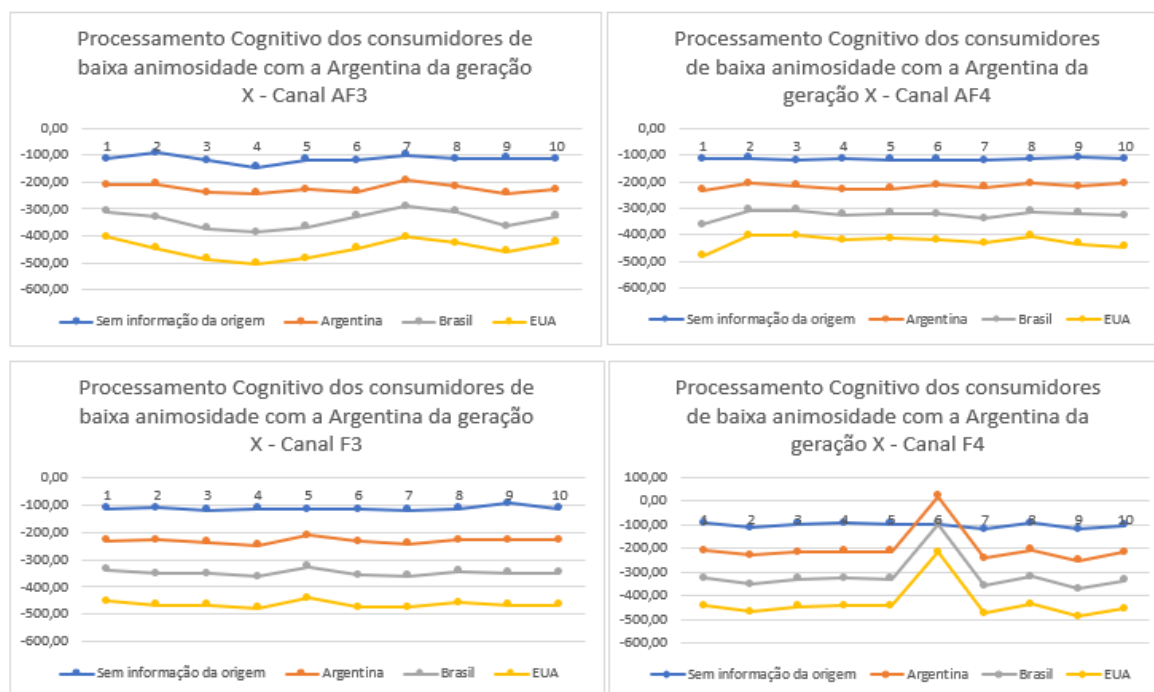 Processamento Cognitivo dos consumidores de
baixa animosidade com a Argentina da geração
X - Canal AF3
0,00
1 2 3 4 5 6 7 8 9 10
-100,00
-200,00
-300,00
-400,00
-500,00
-600,00
Sem informação da origem Argentina Brasil EUA
Processamento Cognitivo dos consumidores
de baixa animosidade com a Argentina da
geração X - Canal AF4
0,00
1 2 3 4 5 6 7 8 9 10
-100,00
-200,00
-300,00
-400,00
-500,00
-600,00
Sem informação da origem Argentina Brasil EUA
Processamento Cognitivo dos consumidores de
baixa animosidade com a Argentina da geração
X - Canal F3
0,00
1 2 3 4 5 6 7 8 9 10
-100,00
-200,00
-300,00
-400,00
-500,00
-600,00
Sem informação da origem Argentina Brasil EUA
Processamento Cognitivo dos consumidores
de baixa animosidade com a Argentina da
geração X - Canal F4
100,00
0,00
1 2 3 4 5 6 7 8 9 10
-100,00
-200,00
-300,00
-400,00
-500,00
-600,00
Sem informação da origem Argentina Brasil EUA